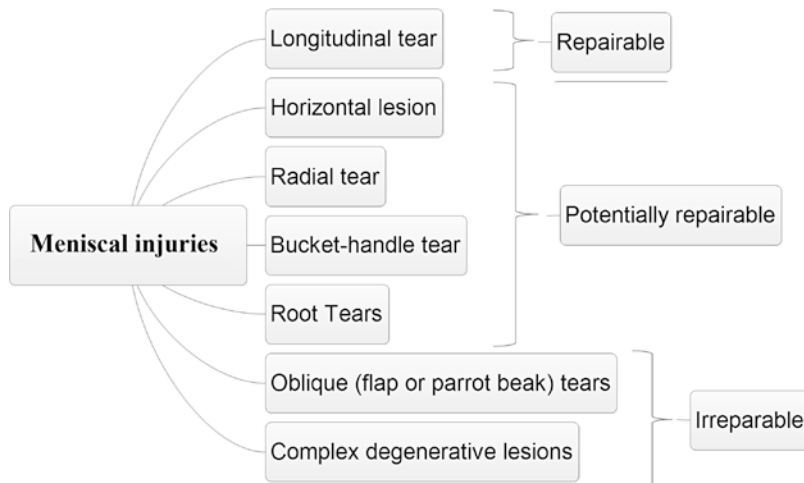 Longitudinal tear
Repairable
Horizontal lesion
Radial tear
Potentially repairable
Meniscal injuries
Bucket-handle tear
Root Tears
Oblique (flap or parrot beak) tears
Irreparable
Complex degenerative lesions